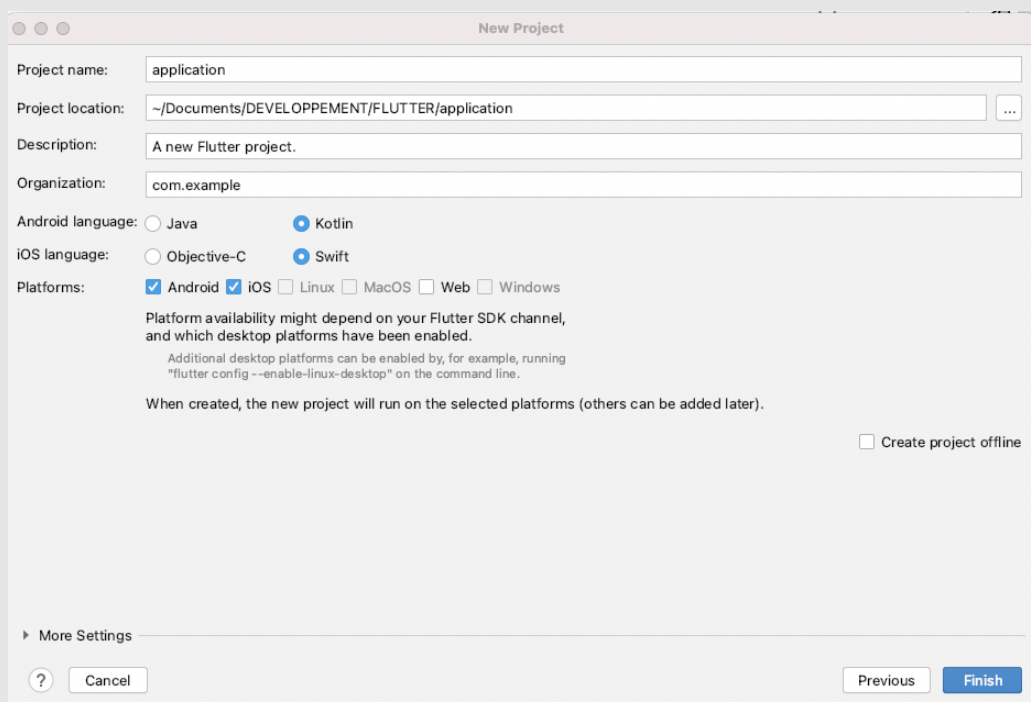 New Project
Project name: application
Project location: ~/Documents/DEVELOPPEMENT/FLUTTER/application ...
Description: A new Flutter project.
Organization: com.example
Android language: Java Kotlin
iOS language: Objective-C Swift
Platforms: Android iOS Linux MacOS Web Windows
Platform availability might depend on your Flutter SDK channel,
and which desktop platforms have been enabled.
Additional desktop platforms can be enabled by, for example, running
"flutter config --enable-linux-desktop" on the command line.
When created, the new project will run on the selected platforms (others can be added later).
Create project offline
More Settings
? Cancel Previous Finish